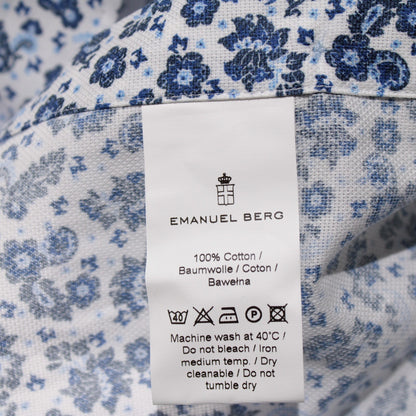 EMANUEL BERG
100% Cotton /
Baumwolle / Coton /
Bawełna
Machine wash at 40°C /
Do not bleach / Iron
medium temp. / Dry
cleanable / Do not
tumble dry